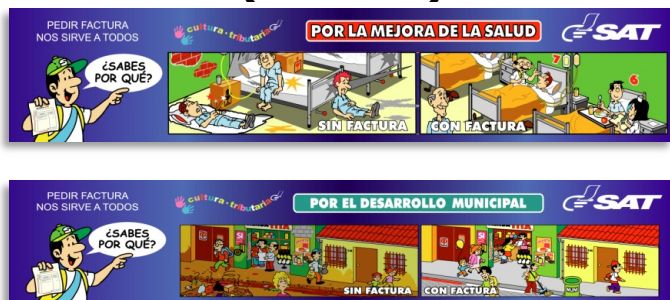 PEDIR FACTURA
NOS SIRVE A TODOS
¿SABES
POR QUÉ?
cultura·tributaria
POR LA MEJORA DE LA SALUD
SAT
SIN FACTURA
CON FACTURA
7
6
PEDIR FACTURA
NOS SIRVE A TODOS
¿SABES
POR QUÉ?
cultura·tributaria
POR EL DESARROLLO MUNICIPAL
SAT
SIN FACTURA
CON FACTURA